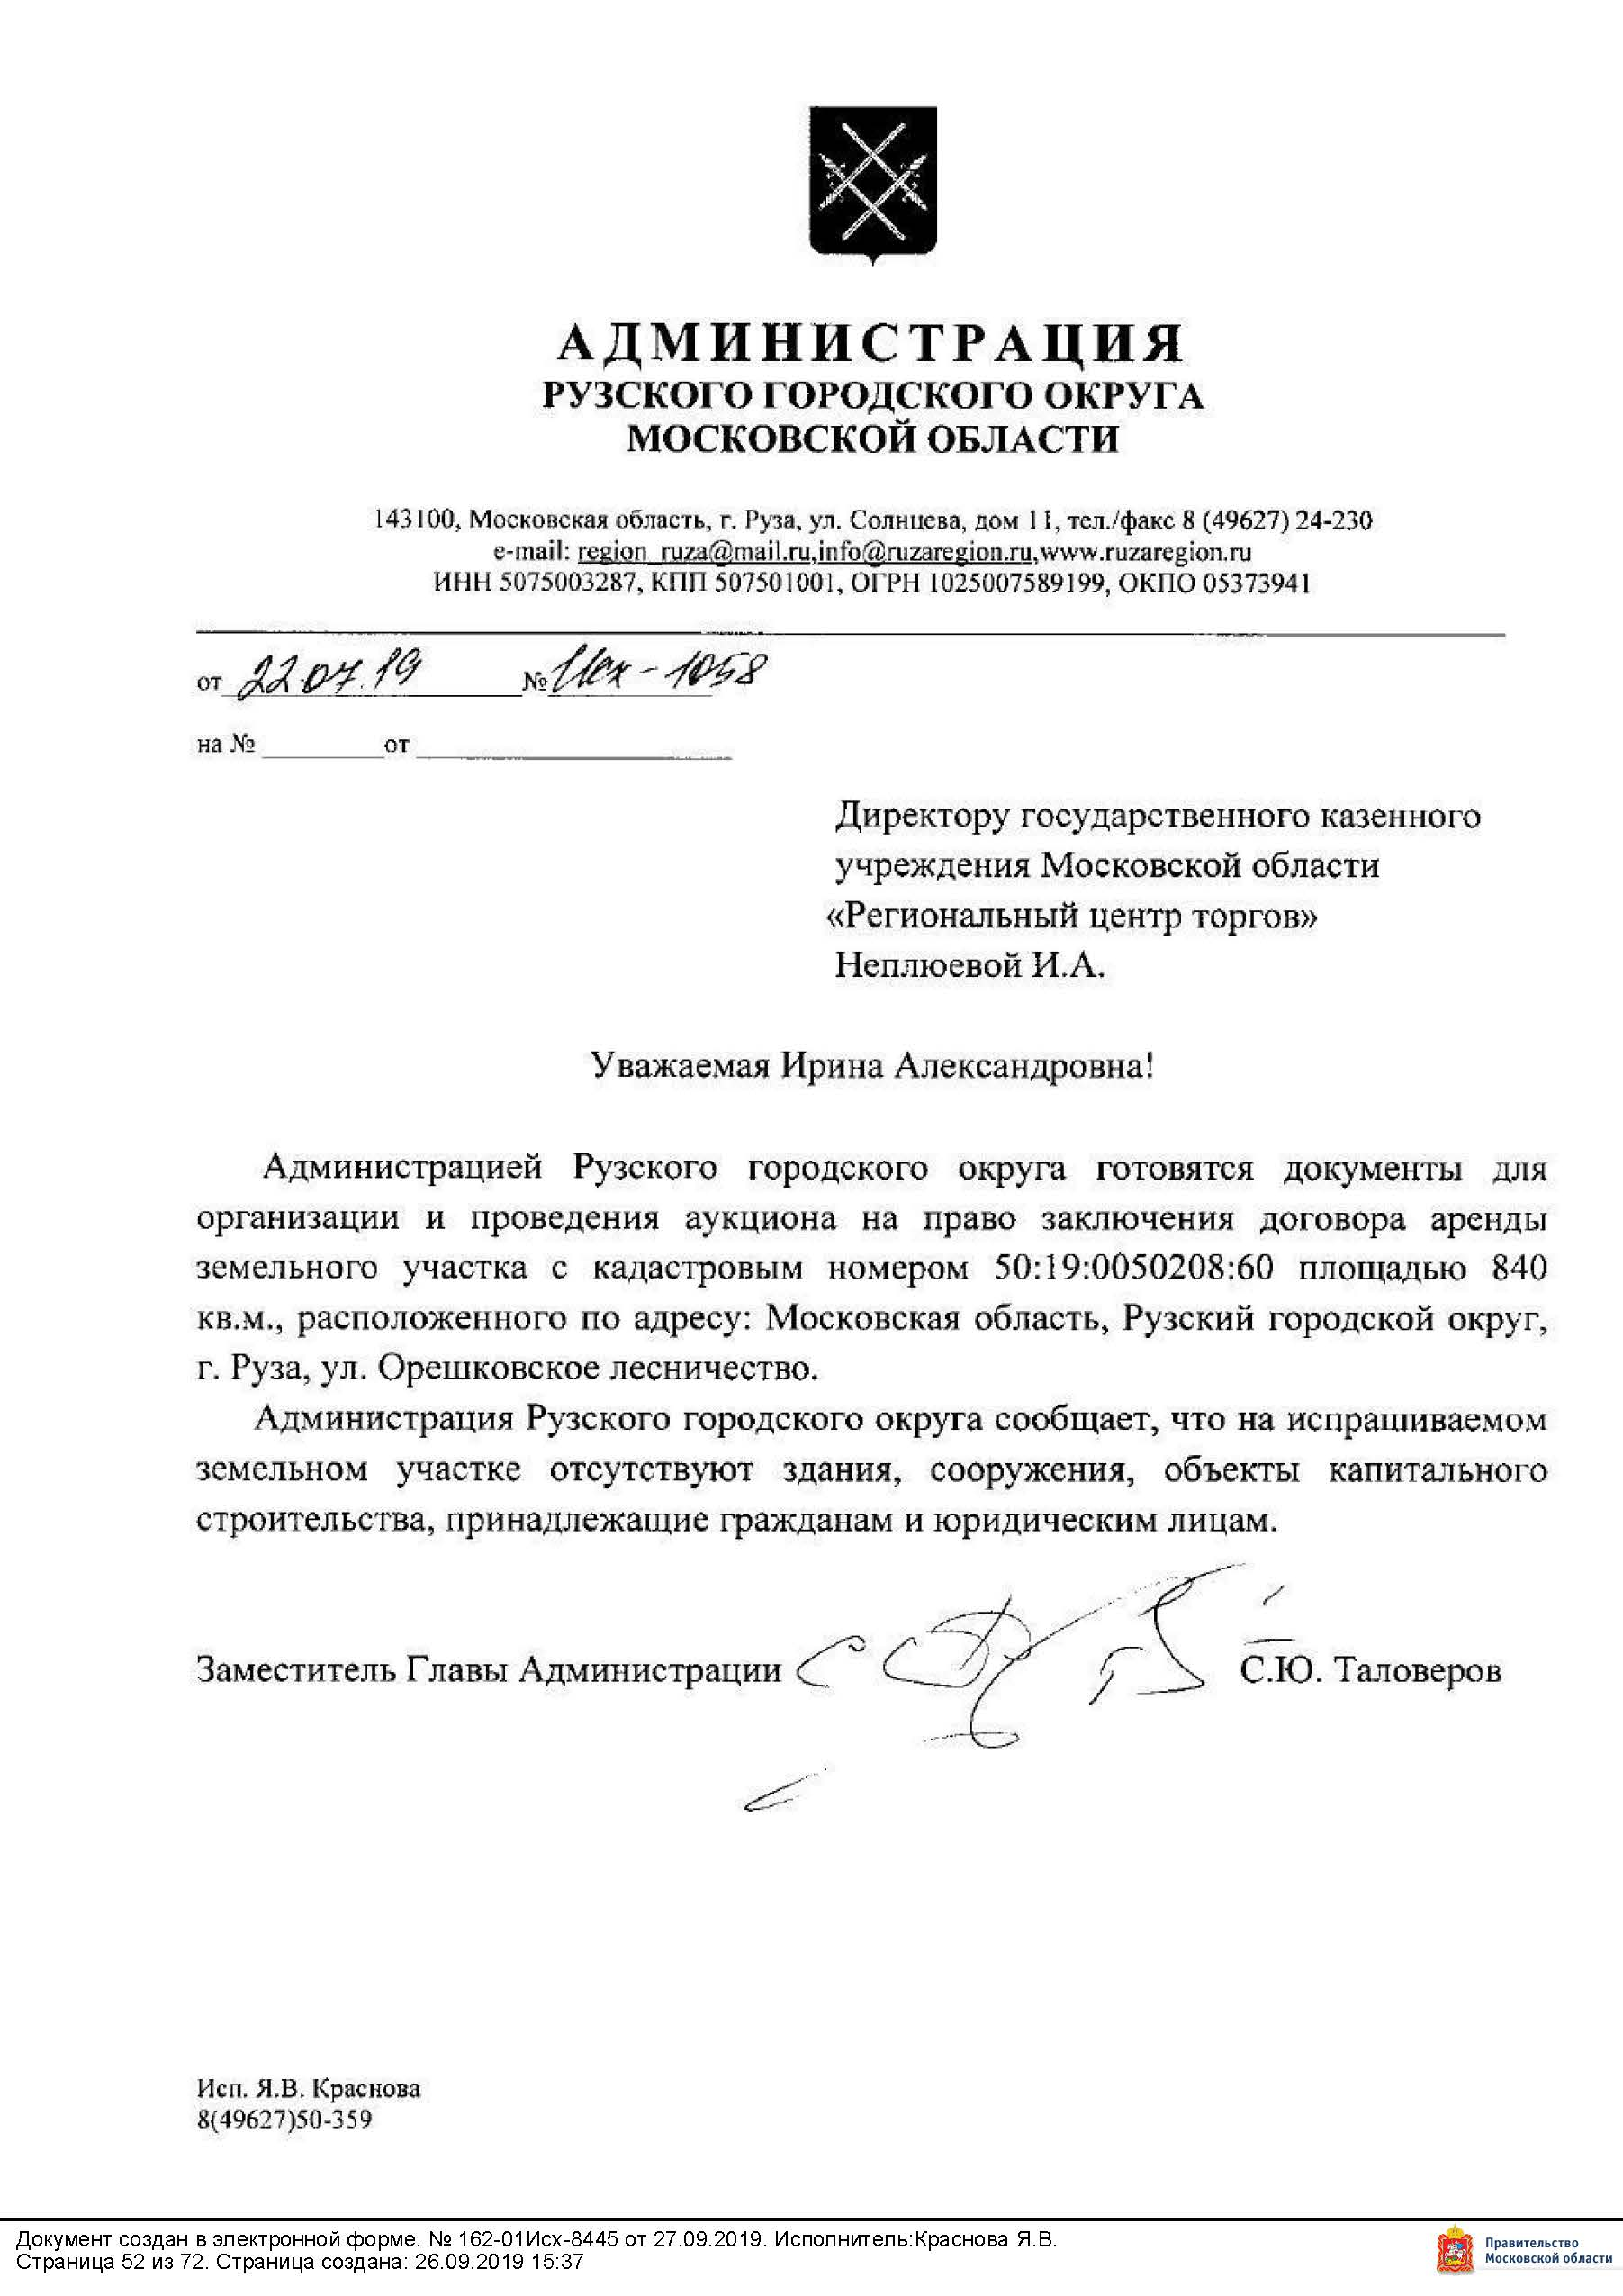 АДМИНИСТРАЦИЯ
РУЗСКОГО ГОРОДСКОГО ОКРУГА
МОСКОВСКОЙ ОБЛАСТИ
143100, Московская область, г. Руза, ул. Солнцева, дом 11, тел./факс 8 (49627) 24-230
e-mail: region_ruza@mail.ru,info@ruzaregion.ru,www.ruzaregion.ru
ИНН 5075003287, КПП 507501001, ОГРН 1025007589199, ОКПО 05373941
от 22.07.19 № Исх-1058
на № __________ от __________
Директору государственного казенного
учреждения Московской области
«Региональный центр торгов»
Неплюевой И.А.
Уважаемая Ирина Александровна!
Администрацией Рузского городского округа готовятся документы для
организации и проведения аукциона на право заключения договора аренды
земельного участка с кадастровым номером 50:19:0050208:60 площадью 840
кв.м., расположенного по адресу: Московская область, Рузский городской округ,
г. Руза, ул. Орешковское лесничество.
Администрация Рузского городского округа сообщает, что на испрашиваемом
земельном участке отсутствуют здания, сооружения, объекты капитального
строительства, принадлежащие гражданам и юридическим лицам.
Заместитель Главы Администрации С.Ю. Таловеров
Исп. Я.В. Краснова
8(49627)50-359
Документ создан в электронной форме. № 162-01Исх-8445 от 27.09.2019. Исполнитель:Краснова Я.В.
Страница 52 из 72. Страница создана: 26.09.2019 15:37
Правительство
Московской области